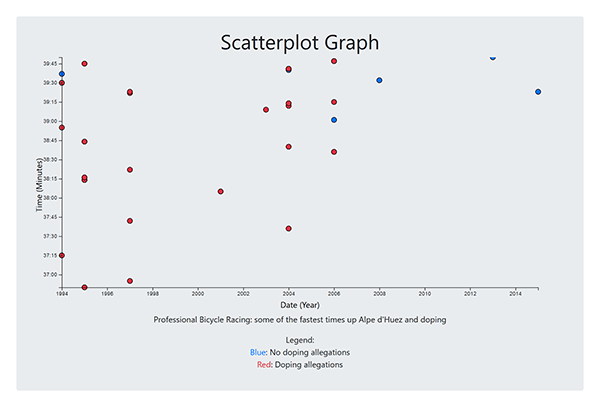 Scatterplot Graph
39:45
39:30
39:15
39:00
38:45
38:30
38:15
38:00
37:45
37:30
37:15
37:00
Time (Minutes)
1994 1996 1998 2000 2002 2004 2006 2008 2010 2012 2014
Date (Year)
Professional Bicycle Racing: some of the fastest times up Alpe d'Huez and doping
Legend:
Blue: No doping allegations
Red: Doping allegations